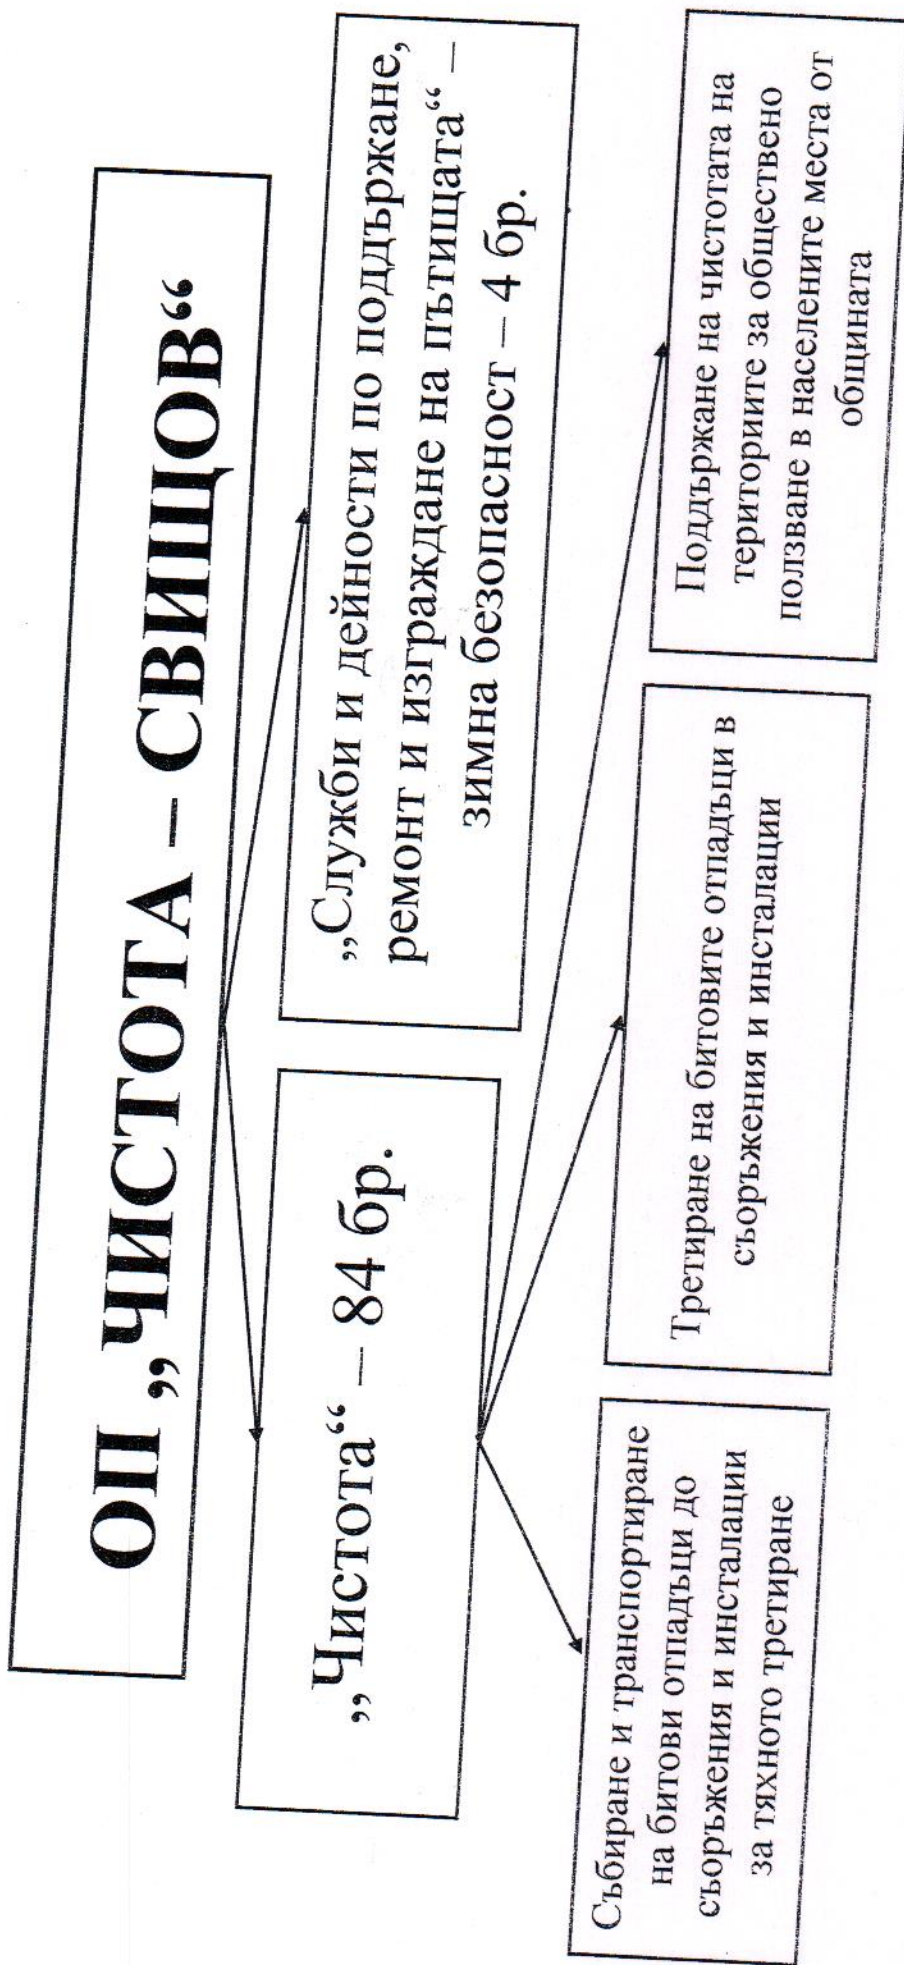 ОП „ЧИСТОТА – СВИЩОВ“
„Чистота“ – 84 бр.
„Служби и дейности по поддържане,
ремонт и изграждане на пътищата“ –
зимна безопасност – 4 бр.
Събиране и транспортиране
на битови отпадъци до
съоръжения и инсталации
за тяхното третиране
Третиране на битовите отпадъци в
съоръжения и инсталации
Поддържане на чистотата на
териториите за обществено
ползване в населените места от
общината